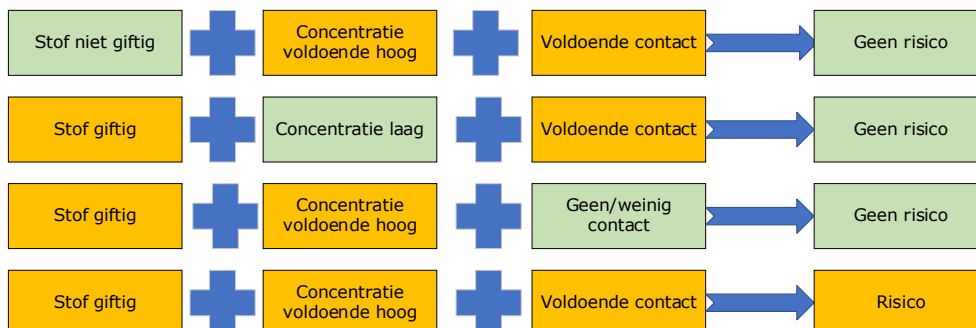 Stof niet giftig
Concentratie
voldoende hoog
Voldoende contact
Geen risico
Stof giftig
Concentratie laag
Voldoende contact
Geen risico
Stof giftig
Concentratie
voldoende hoog
Geen/weinig
contact
Geen risico
Stof giftig
Concentratie
voldoende hoog
Voldoende contact
Risico